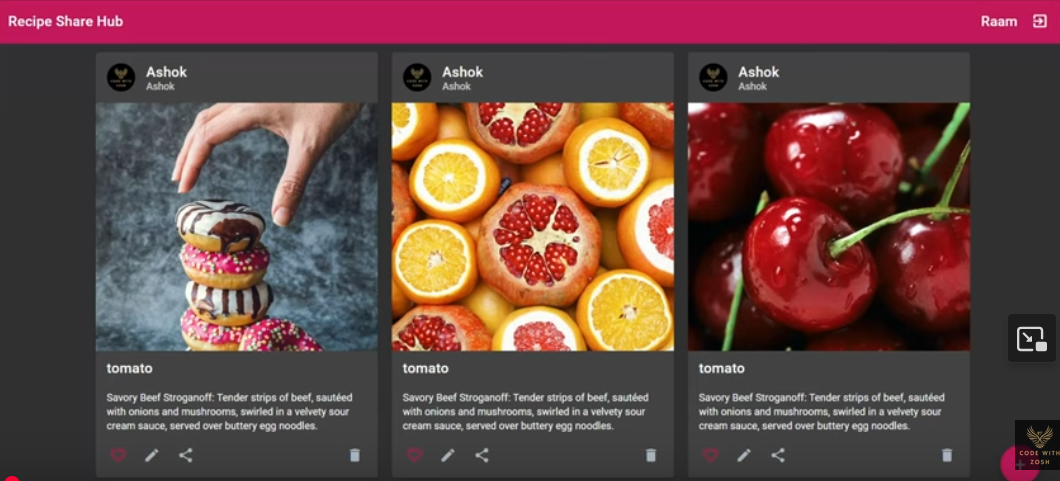 Recipe Share Hub
Raam
Ashok
Ashok
tomato
Savory Beef Stroganoff: Tender strips of beef, sautéed
with onions and mushrooms, swirled in a velvety sour
cream sauce, served over buttery egg noodles.
Ashok
Ashok
tomato
Savory Beef Stroganoff: Tender strips of beef, sautéed
with onions and mushrooms, swirled in a velvety sour
cream sauce, served over buttery egg noodles.
Ashok
Ashok
tomato
Savory Beef Stroganoff: Tender strips of beef, sautéed
with onions and mushrooms, swirled in a velvety sour
cream sauce, served over buttery egg noodles.
CODE WITH
ZOSH